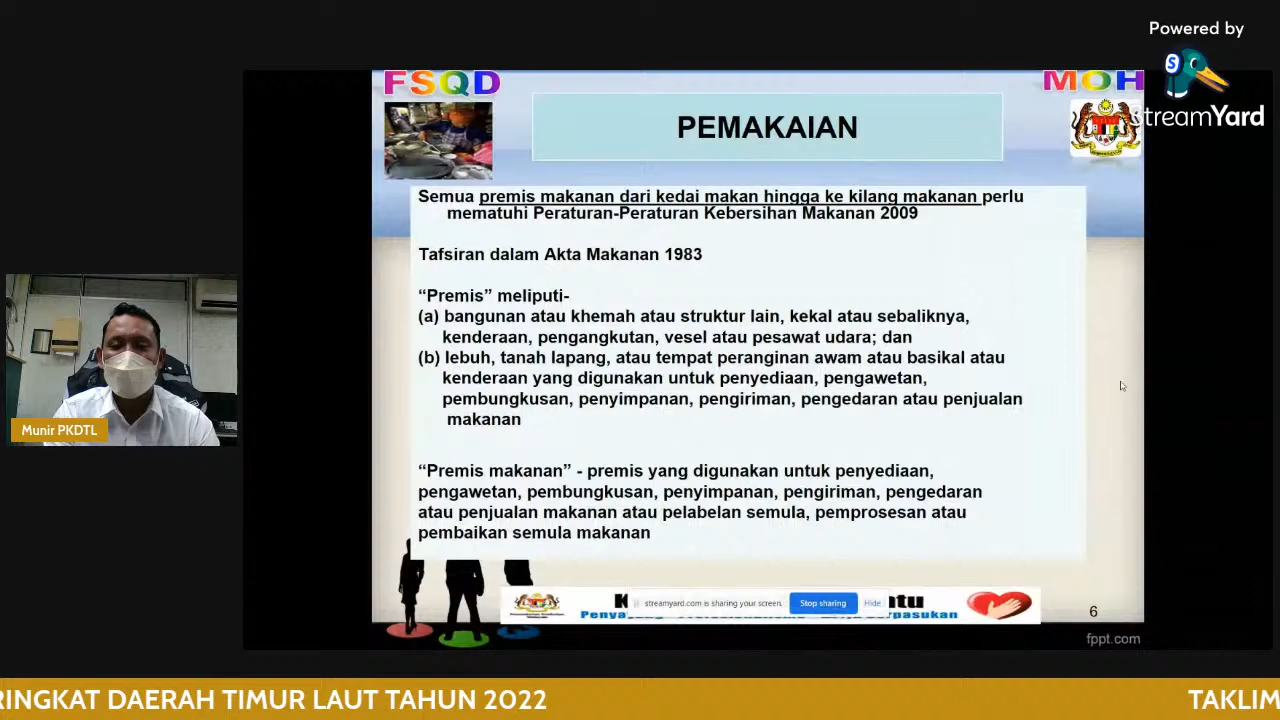 Powered by
StreamYard
FSQD
MOH
PEMAKAIAN
Semua premis makanan dari kedai makan hingga ke kilang makanan perlu
mematuhi Peraturan-Peraturan Kebersihan Makanan 2009
Tafsiran dalam Akta Makanan 1983
“Premis” meliputi-
(a) bangunan atau khemah atau struktur lain, kekal atau sebaliknya,
kenderaan, pengangkutan, vesel atau pesawat udara; dan
(b) lebuh, tanah lapang, atau tempat peranginan awam atau basikal atau
kenderaan yang digunakan untuk penyediaan, pengawetan,
pembungkusan, penyimpanan, pengiriman, pengedaran atau penjualan
makanan
“Premis makanan” - premis yang digunakan untuk penyediaan,
pengawetan, pembungkusan, penyimpanan, pengiriman, pengedaran
atau penjualan makanan atau pelabelan semula, pemprosesan atau
pembaikan semula makanan
Munir PKDTL
streamyard.com is sharing your screen. Stop sharing Hide
6
fppt.com
RINGKAT DAERAH TIMUR LAUT TAHUN 2022
TAKLIM